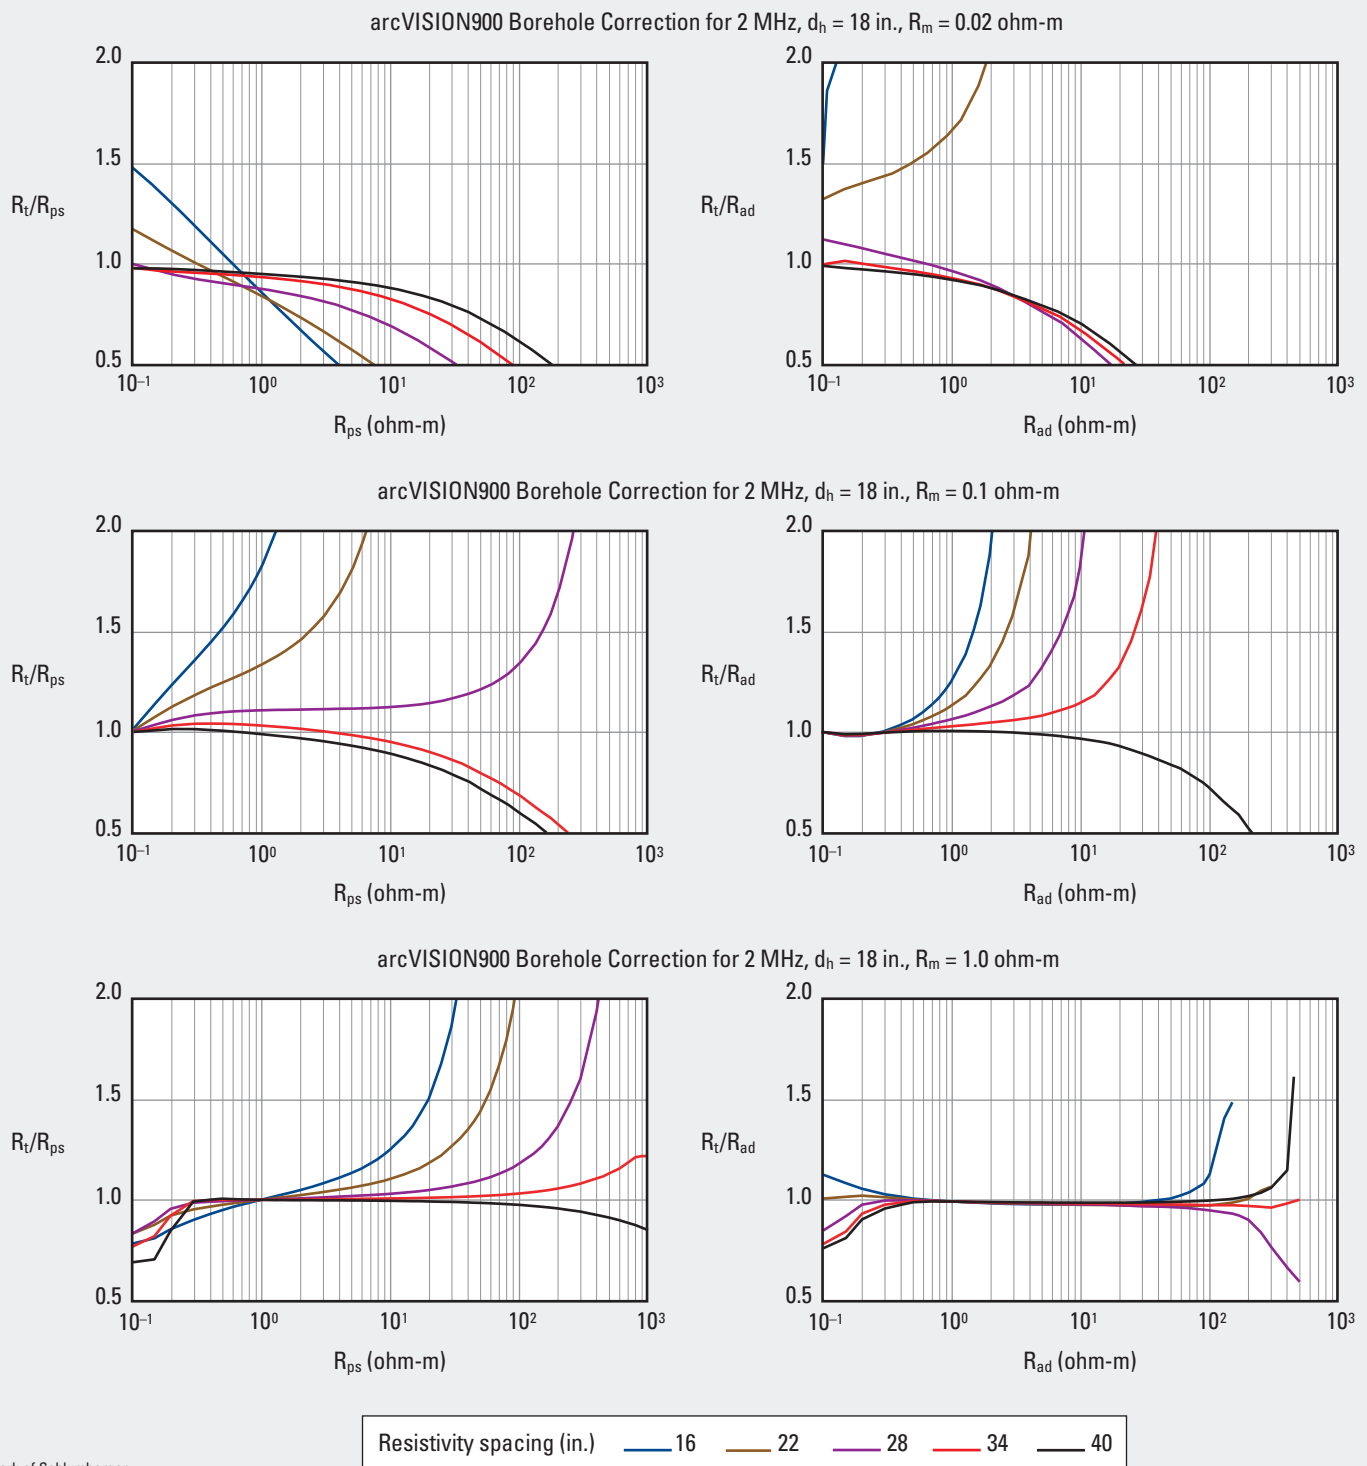 arcVISION900 Borehole Correction for 2 MHz, dh = 18 in., Rm = 0.02 ohm-m
2.0
1.5
Rt/Rps
1.0
0.5
10⁻¹ 10⁰ 10¹ 10² 10³
Rps (ohm-m)
2.0
1.5
Rt/Rad
1.0
0.5
10⁻¹ 10⁰ 10¹ 10² 10³
Rad (ohm-m)
arcVISION900 Borehole Correction for 2 MHz, dh = 18 in., Rm = 0.1 ohm-m
2.0
1.5
Rt/Rps
1.0
0.5
10⁻¹ 10⁰ 10¹ 10² 10³
Rps (ohm-m)
2.0
1.5
Rt/Rad
1.0
0.5
10⁻¹ 10⁰ 10¹ 10² 10³
Rad (ohm-m)
arcVISION900 Borehole Correction for 2 MHz, dh = 18 in., Rm = 1.0 ohm-m
2.0
1.5
Rt/Rps
1.0
0.5
10⁻¹ 10⁰ 10¹ 10² 10³
Rps (ohm-m)
2.0
1.5
Rt/Rad
1.0
0.5
10⁻¹ 10⁰ 10¹ 10² 10³
Rad (ohm-m)
Resistivity spacing (in.) 16 22 28 34 40